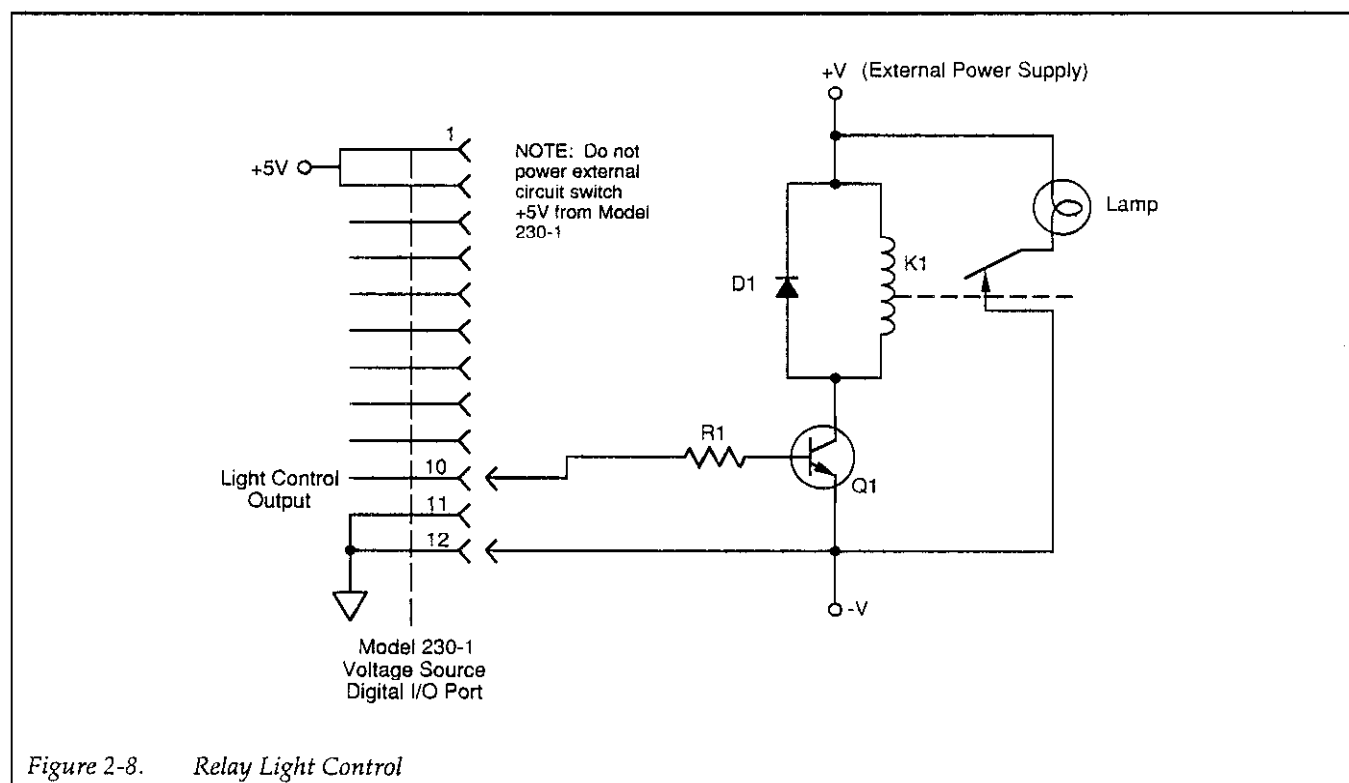 +V (External Power Supply)
1
+5V
NOTE: Do not
power external
circuit switch
+5V from Model
230-1
Lamp
K1
D1
R1
Q1
Light Control
Output
10
11
12
-V
Model 230-1
Voltage Source
Digital I/O Port
Figure 2-8. Relay Light Control